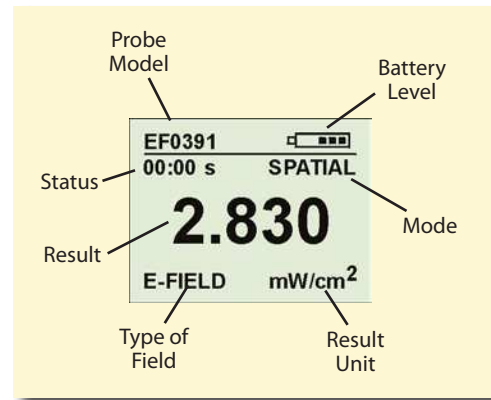 Probe
Model
Battery
Level
EF0391
00:00 s SPATIAL
Status
2.830
Mode
Result
E-FIELD mW/cm²
Type of
Field
Result
Unit